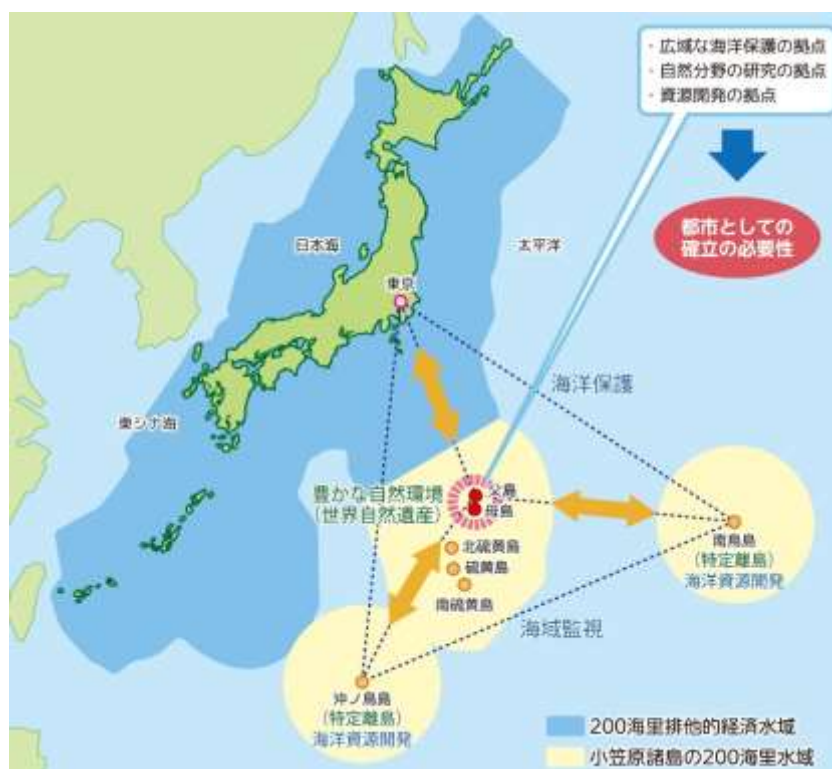 ・広域な海洋保護の拠点
・自然分野の研究の拠点
・資源開発の拠点
都市としての
確立の必要性
日本海
太平洋
東京
海洋保護
東シナ海
豊かな自然環境
(世界自然遺産)
父島
母島
北硫黄島
硫黄島
南硫黄島
南鳥島
(特定離島)
海洋資源開発
海域監視
沖ノ鳥島
(特定離島)
海洋資源開発
200海里排他的経済水域
小笠原諸島の200海里水域